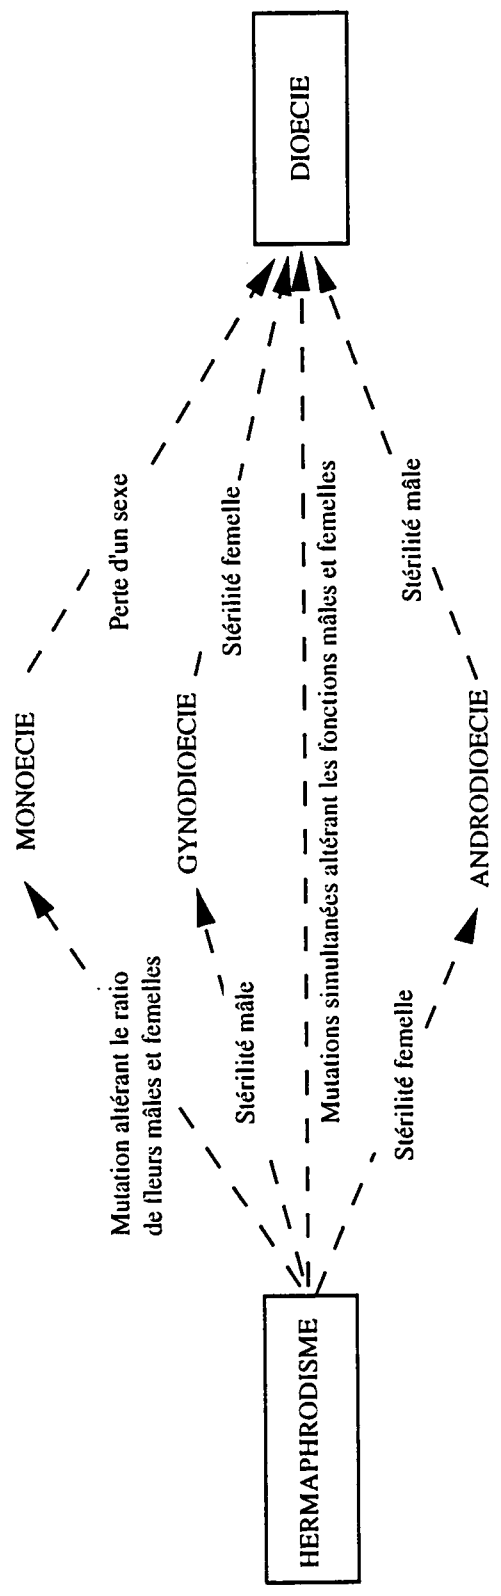 MONOECIE
Mutation altérant le ratio
de fleurs mâles et femelles
Perte d'un sexe
GYNODIOECIE
Stérilité mâle
Stérilité femelle
HERMAPHRODISME
DIOECIE
Mutations simultanées altérant les fonctions mâles et femelles
Stérilité femelle
Stérilité mâle
ANDRODIOECIE